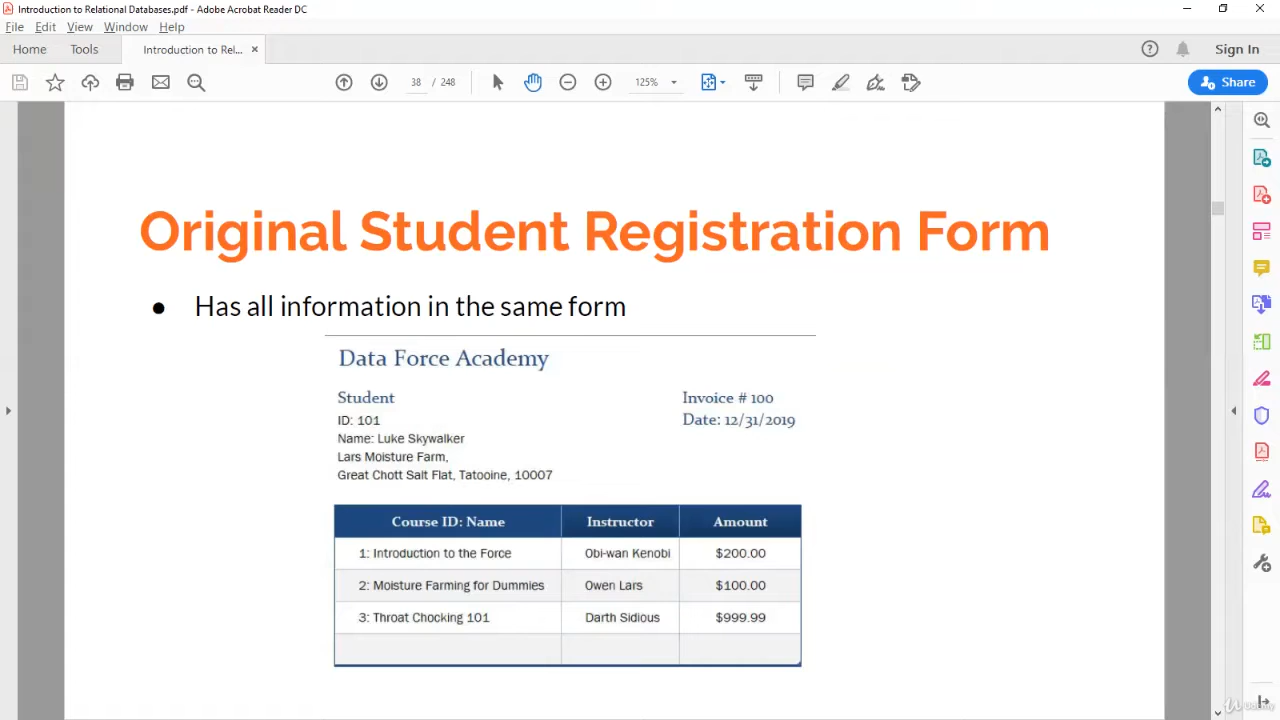 Introduction to Relational Databases.pdf - Adobe Acrobat Reader DC
File Edit View Window Help
Home Tools Introduction to Rel... × Sign In
38 / 248 125% Share
Original Student Registration Form
● Has all information in the same form
Data Force Academy
Student
Invoice # 100
ID: 101
Date: 12/31/2019
Name: Luke Skywalker
Lars Moisture Farm,
Great Chott Salt Flat, Tatooine, 10007
Course ID: Name Instructor Amount
1: Introduction to the Force Obi-wan Kenobi $200.00
2: Moisture Farming for Dummies Owen Lars $100.00
3: Throat Chocking 101 Darth Sidious $999.99
Udemy